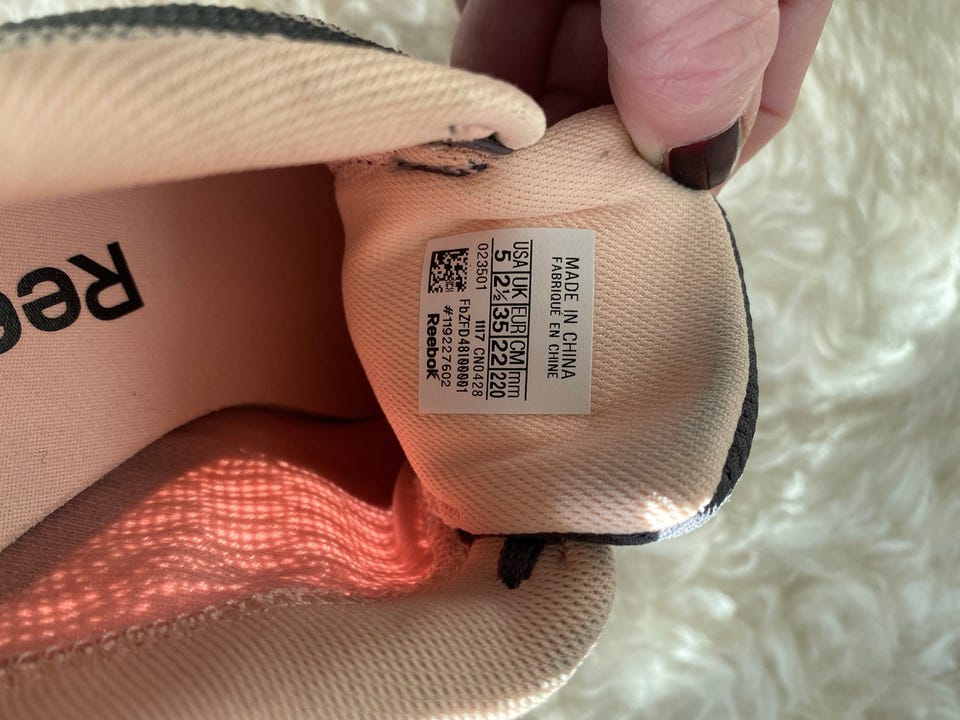 MADE IN CHINA
FABRIQUE EN CHINE
USA UK EUR CM mm
5 2½ 35 22 220
023501 1117 CN0428
FbZFD48100001
#119227602
Reebok
Ree